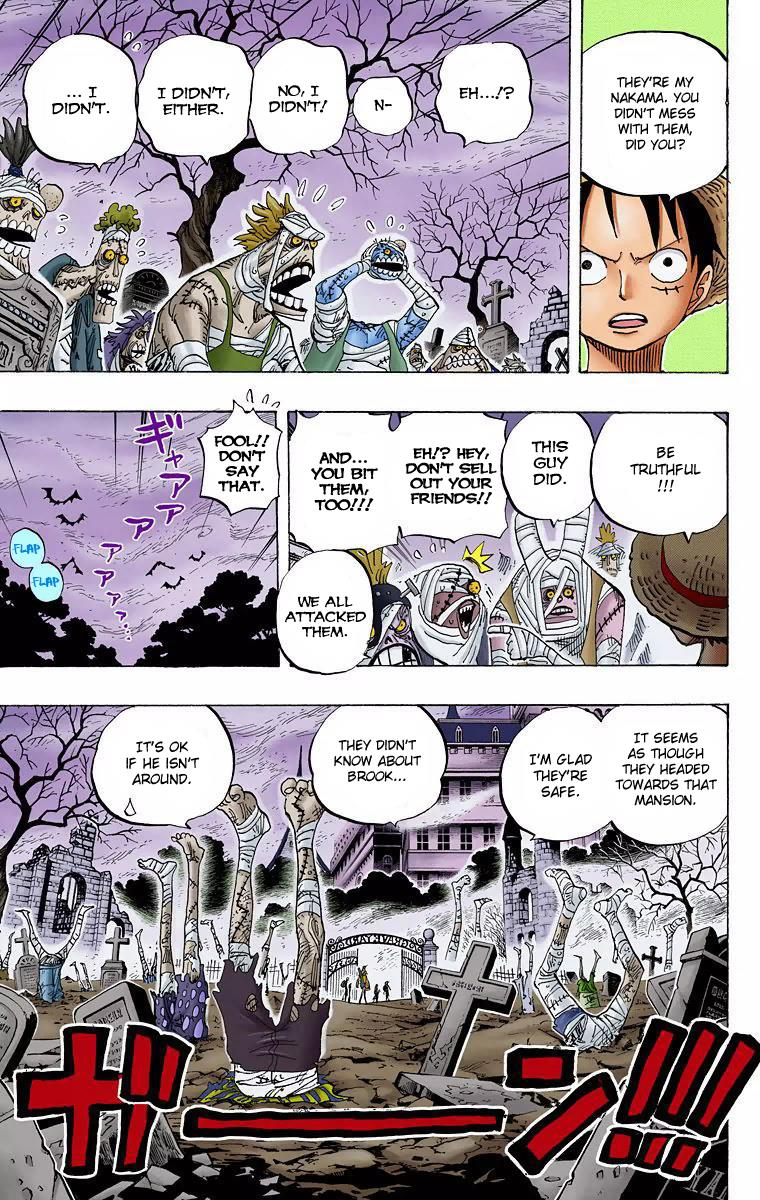 THEY'RE MY
NAKAMA. YOU
DIDN'T MESS
WITH THEM,
DID YOU?
EH...!?
N-
NO, I
DIDN'T!
I DIDN'T,
EITHER.
... I
DIDN'T.
BE
TRUTHFUL
!!!
THIS
GUY
DID.
EH!? HEY,
DON'T SELL
OUT YOUR
FRIENDS!!
AND...
YOU BIT
THEM,
TOO!!!
WE ALL
ATTACKED
THEM.
FOOL!!
DON'T
SAY
THAT.
ギャアア
ア
アァァ...
FLAP
FLAP
IT SEEMS
AS THOUGH
THEY HEADED
TOWARDS THAT
MANSION.
I'M GLAD
THEY'RE
SAFE.
THEY DIDN'T
KNOW ABOUT
BROOK...
IT'S OK
IF HE ISN'T
AROUND.
ガーーン!!!